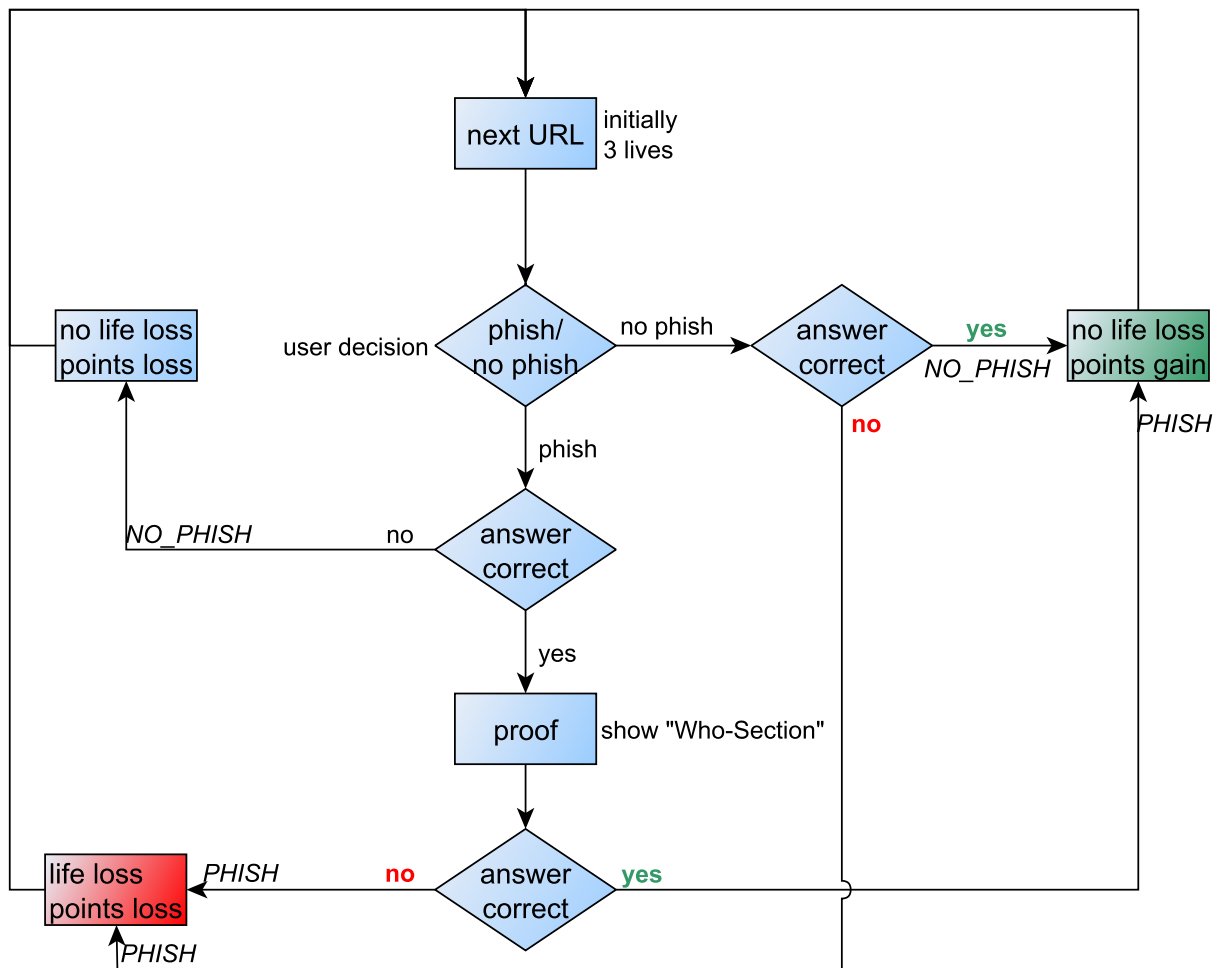 next URL
initially
3 lives
phish/
no phish
user decision
no phish
answer
correct
yes
NO_PHISH
no life loss
points gain
no life loss
points loss
no
PHISH
phish
answer
correct
no
NO_PHISH
yes
proof
show "Who-Section"
answer
correct
no
PHISH
yes
life loss
points loss
PHISH